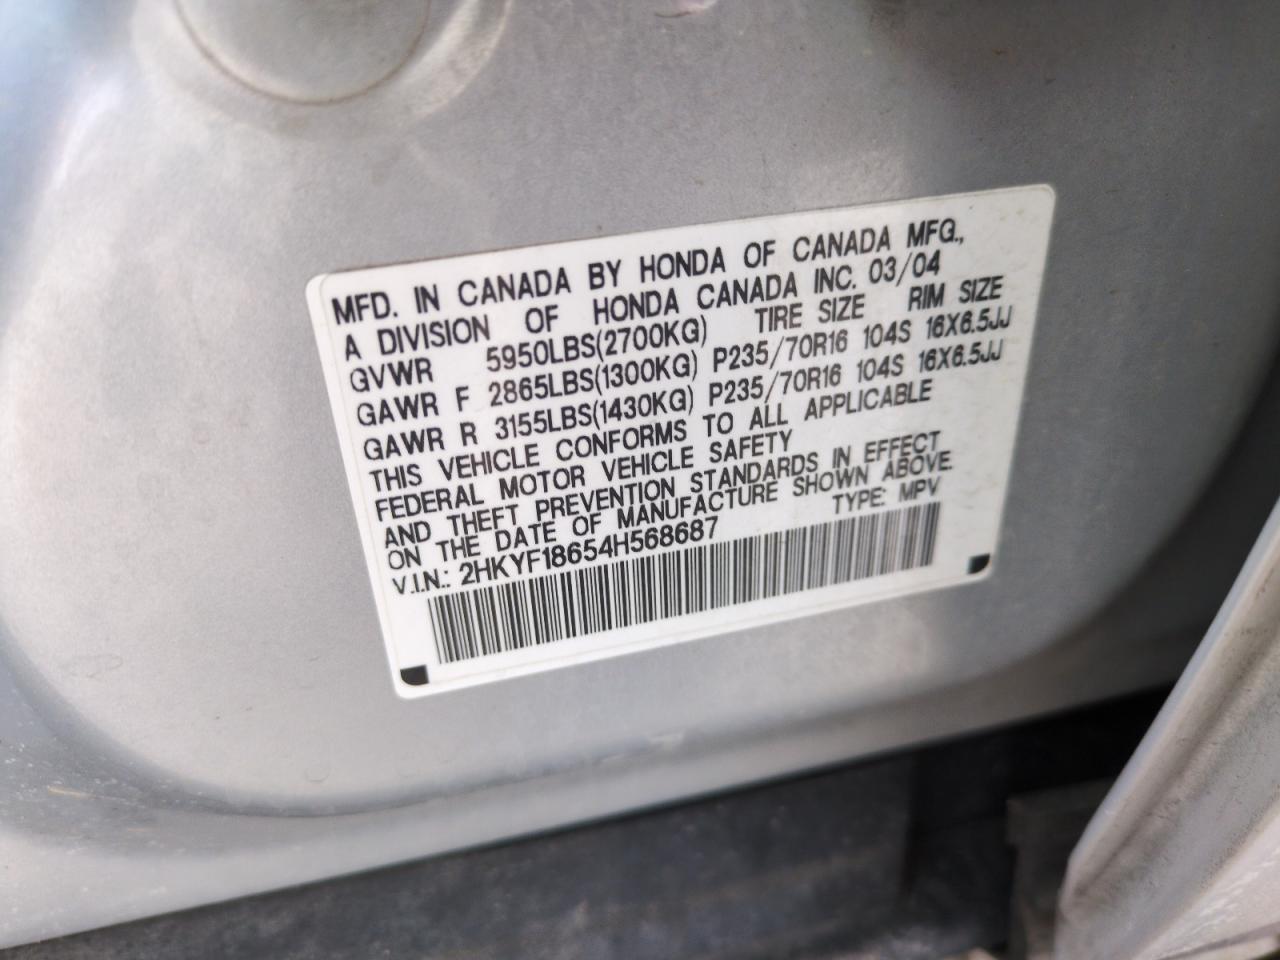 MFD. IN CANADA BY HONDA OF CANADA MFG.,
A DIVISION OF HONDA CANADA INC. 03/04
GVWR 5950LBS(2700KG) TIRE SIZE RIM SIZE
GAWR F 2865LBS(1300KG) P235/70R16 104S 16X6.5JJ
GAWR R 3155LBS(1430KG) P235/70R16 104S 16X6.5JJ
THIS VEHICLE CONFORMS TO ALL APPLICABLE
FEDERAL MOTOR VEHICLE SAFETY
AND THEFT PREVENTION STANDARDS IN EFFECT
ON THE DATE OF MANUFACTURE SHOWN ABOVE.
V.I.N.: 2HKYF18654H568687 TYPE: MPV